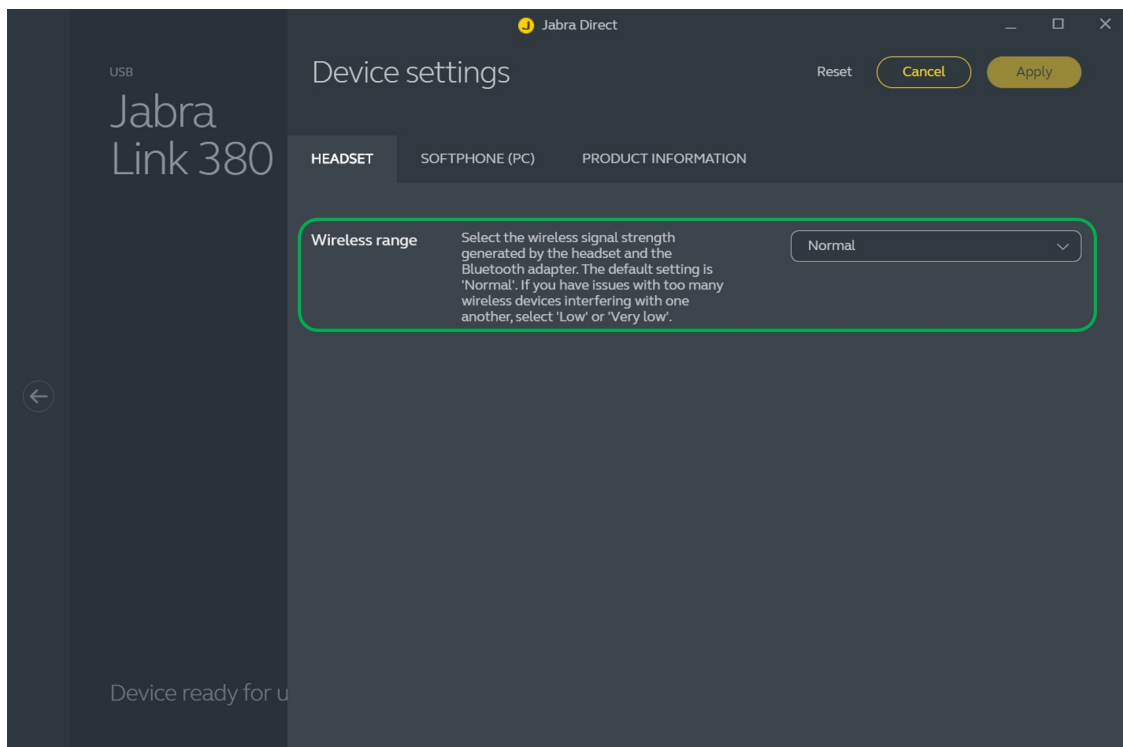 Jabra Direct
USB
Jabra
Link 380
Device settings
Reset
Cancel
Apply
HEADSET
SOFTPHONE (PC)
PRODUCT INFORMATION
Wireless range
Select the wireless signal strength
generated by the headset and the
Bluetooth adapter. The default setting is
'Normal'. If you have issues with too many
wireless devices interfering with one
another, select 'Low' or 'Very low'.
Normal
Device ready for u